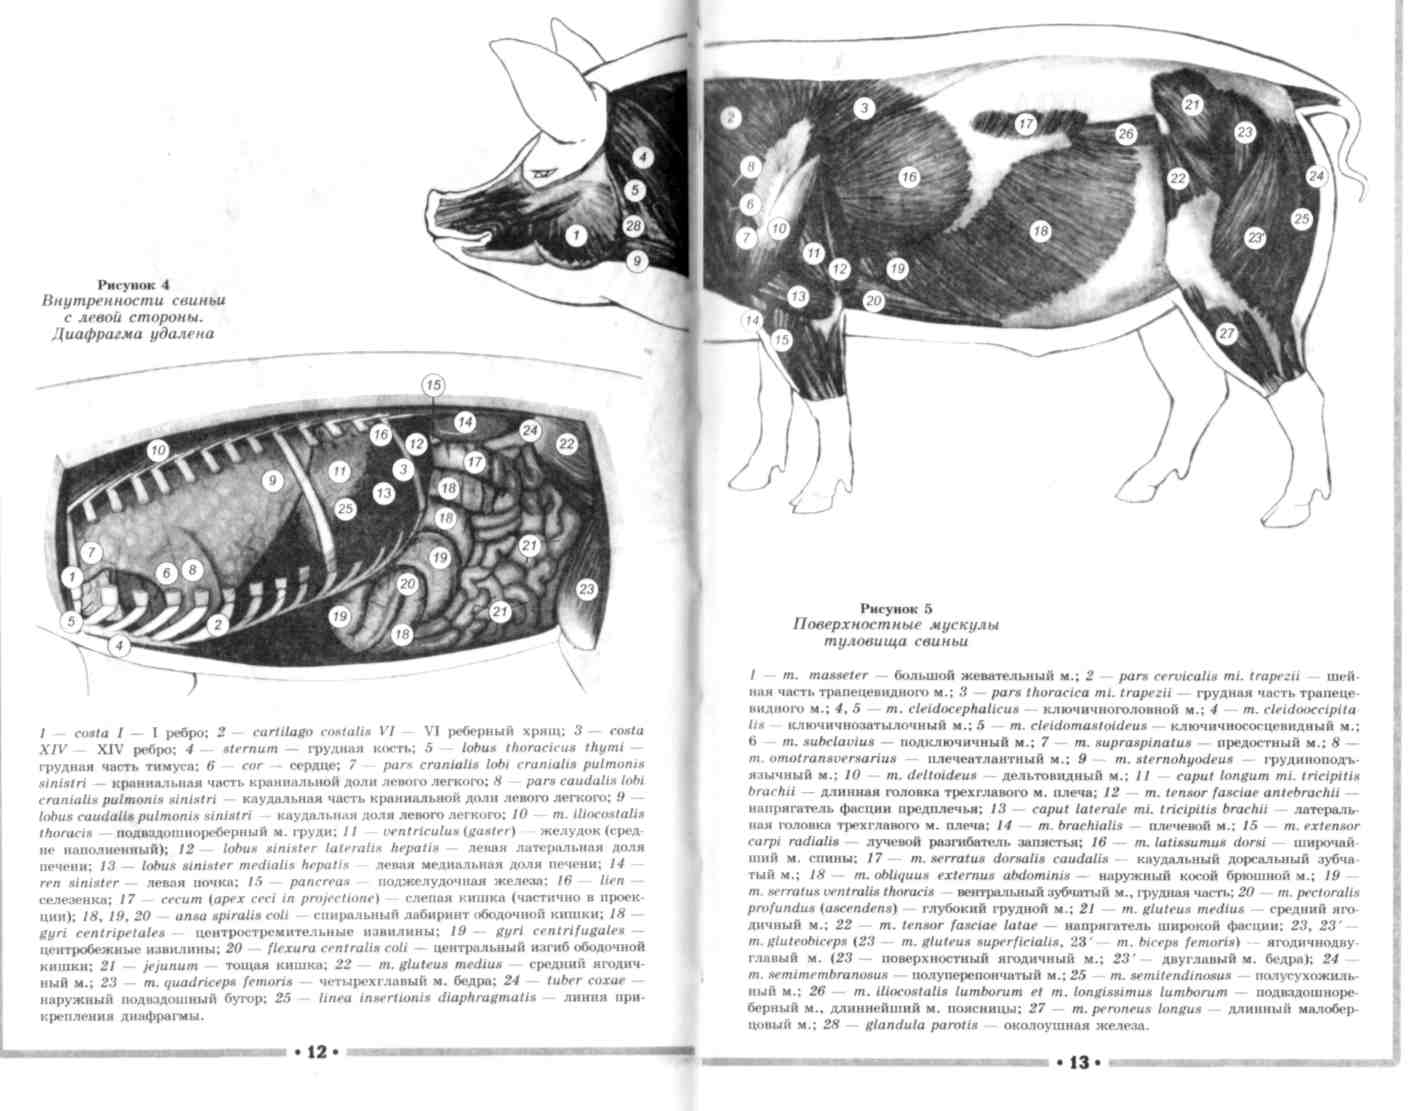 Рисунок 4
Внутренности свиньи
с левой стороны.
Диафрагма удалена
1 — costa I — I ребро; 2 — cartilago costalis VI — VI реберный хрящ; 3 — costa
XIV — XIV ребро; 4 — sternum — грудная кость; 5 — lobus thoracicus thymi —
грудная часть тимуса; 6 — cor — сердце; 7 — pars cranialis lobi cranialis pulmonis
sinistri — краниальная часть краниальной доли левого легкого; 8 — pars caudalis lobi
cranialis pulmonis sinistri — каудальная часть краниальной доли левого легкого; 9 —
lobus caudalis pulmonis sinistri — каудальная доля левого легкого; 10 — m. iliocostalis
thoracis — подвздошнореберный м. груди; 11 — ventriculus (gaster) — желудок (сред-
не наполненный); 12 — lobus sinister lateralis hepatis — левая латеральная доля
печени; 13 — lobus sinister medialis hepatis — левая медиальная доля печени; 14 —
ren sinister — левая почка; 15 — pancreas — поджелудочная железа; 16 — lien —
селезенка; 17 — cecum (apex ceci in projectione) — слепая кишка (частично в проек-
ции); 18, 19, 20 — ansa spiralis coli — спиральный лабиринт ободочной кишки; 18 —
gyri centripetales — центростремительные извилины; 19 — gyri centrifugales —
центробежные извилины; 20 — flexura centralis coli — центральный изгиб ободочной
кишки; 21 — jejunum — тощая кишка; 22 — m. gluteus medius — средний ягодич-
ный м.; 23 — m. quadriceps femoris — четырехглавый м. бедра; 24 — tuber coxae —
наружный подвздошный бугор; 25 — linea insertionis diaphragmatis — линия при-
крепления диафрагмы.
• 12 •
Рисунок 5
Поверхностные мускулы
туловища свиньи
1 — m. masseter — большой жевательный м.; 2 — pars cervicalis mi. trapezii — шей-
ная часть трапецевидного м.; 3 — pars thoracica mi. trapezii — грудная часть трапеце-
видного м.; 4, 5 — m. cleidocephalicus — ключичноголовной м.; 4 — m. cleidooccipita
lis — ключичнозатылочный м.; 5 — m. cleidomastoideus — ключичнососцевидный м.;
6 — m. subclavius — подключичный м.; 7 — m. supraspinatus — предостный м.; 8 —
m. omotransversarius — плечеатлантный м.; 9 — m. sternohyodeus — грудиноподъ-
язычный м.; 10 — m. deltoideus — дельтовидный м.; 11 — caput longum mi. tricipitis
brachii — длинная головка трехглавого м. плеча; 12 — m. tensor fasciae antebrachii —
напрягатель фасции предплечья; 13 — caput laterale mi. tricipitis brachii — латераль-
ная головка трехглавого м. плеча; 14 — m. brachialis — плечевой м.; 15 — m. extensor
carpi radialis — лучевой разгибатель запястья; 16 — m. latissumus dorsi — широчай-
ший м. спины; 17 — m. serratus dorsalis caudalis — каудальный дорсальный зубча-
тый м.; 18 — m. obliquus externus abdominis — наружный косой брюшной м.; 19 —
m. serratus ventralis thoracis — вентральный зубчатый м., грудная часть; 20 — m. pectoralis
profundus (ascendens) — глубокий грудной м.; 21 — m. gluteus medius — средний яго-
дичный м.; 22 — m. tensor fasciae latae — напрягатель широкой фасции; 23, 23′ —
m. gluteobiceps (23 — m. gluteus superficialis, 23′ — m. biceps femoris) — ягодичнодву-
главый м. (23 — поверхностный ягодичный м.; 23′ — двуглавый м. бедра); 24 —
m. semimembranosus — полуперепончатый м.; 25 — m. semitendinosus — полусухожиль-
ный м.; 26 — m. iliocostalis lumborum et m. longissimus lumborum — подвздошноре-
берный м., длиннейший м. поясницы; 27 — m. peroneus longus — длинный малобер-
цовый м.; 28 — glandula parotis — околоушная железа.
• 13 •